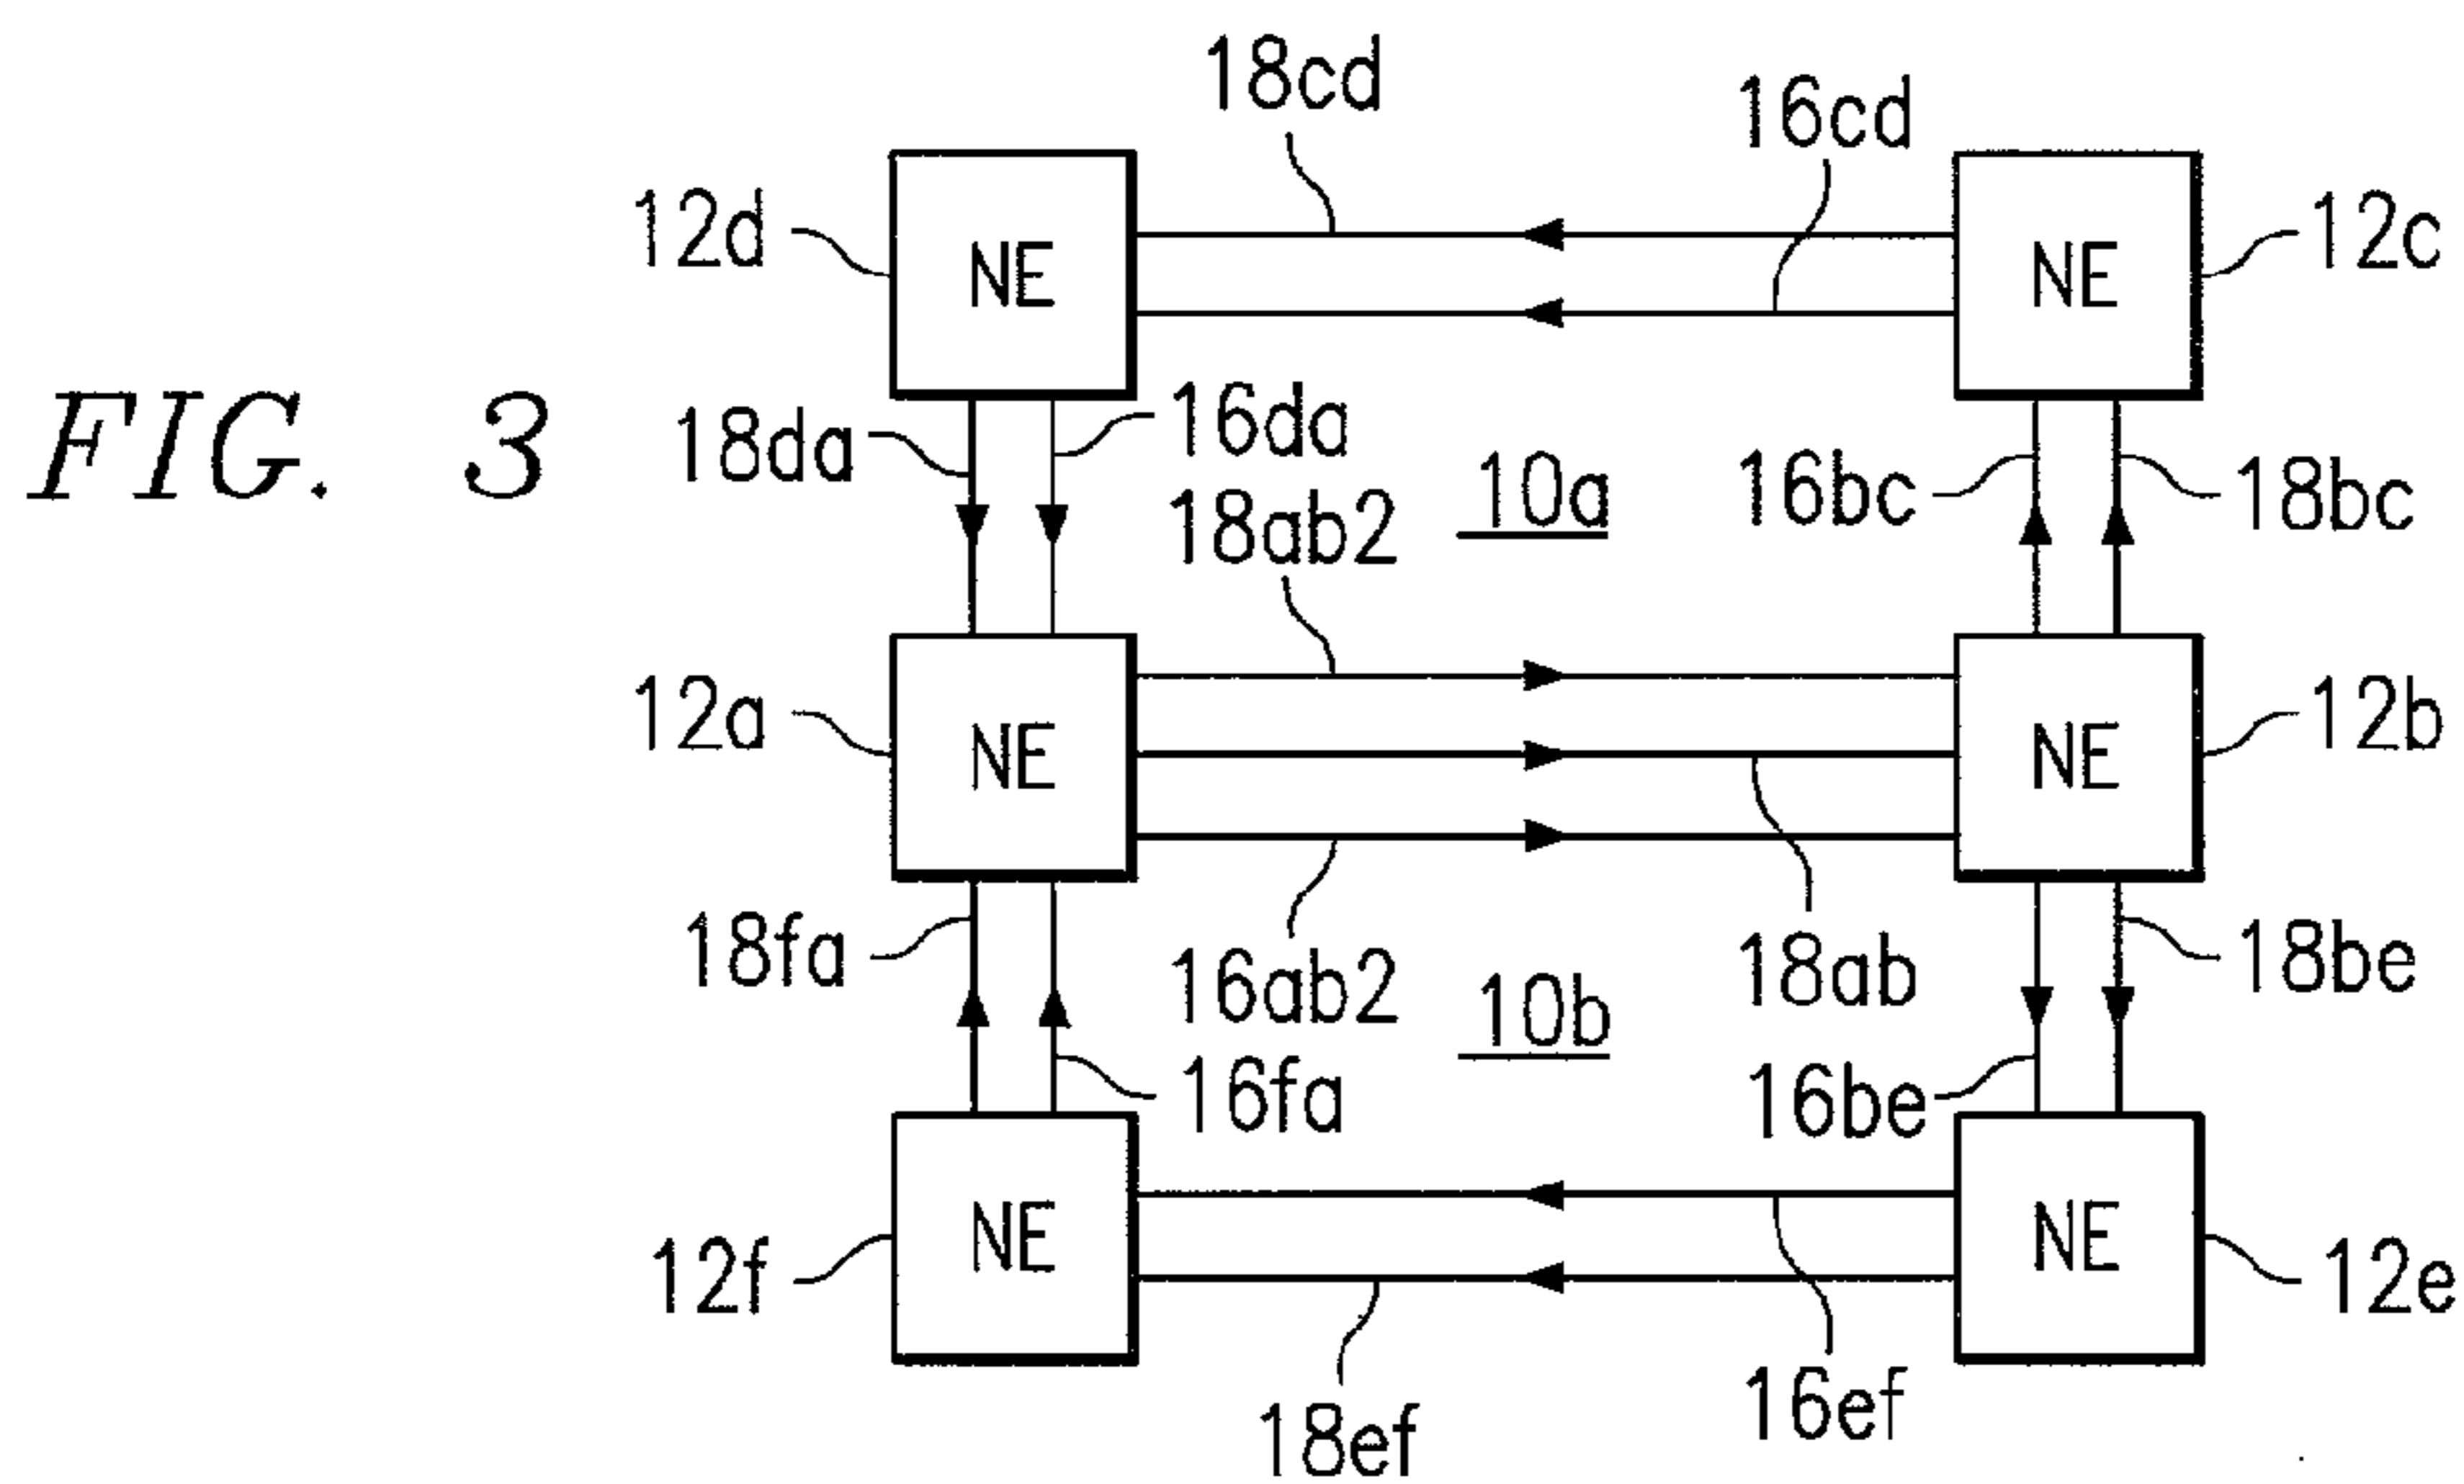 18cd
16cd
12d
NE
NE
12c
FIG. 3
18da
16da
10a
16bc
18bc
18ab2
12a
NE
NE
12b
18fa
16ab2
10b
18ab
18be
16fa
16be
12f
NE
NE
12e
18ef
16ef